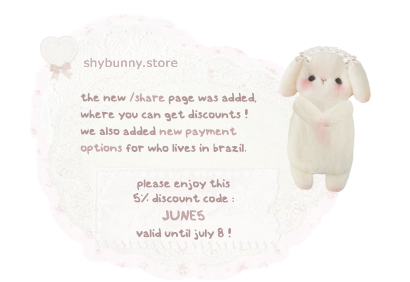 shybunny.store
the new /share page was added,
where you can get discounts !
we also added new payment
options for who lives in brazil.
please enjoy this
5% discount code :
JUNE5
valid until july 8 !